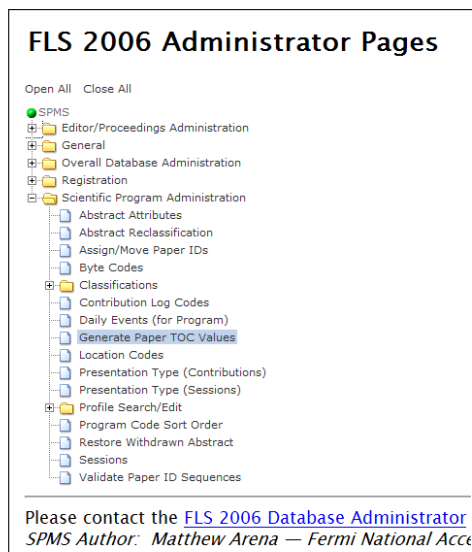 FLS 2006 Administrator Pages
Open All Close All
SPMS
Editor/Proceedings Administration
General
Overall Database Administration
Registration
Scientific Program Administration
Abstract Attributes
Abstract Reclassification
Assign/Move Paper IDs
Byte Codes
Classifications
Contribution Log Codes
Daily Events (for Program)
Generate Paper TOC Values
Location Codes
Presentation Type (Contributions)
Presentation Type (Sessions)
Profile Search/Edit
Program Code Sort Order
Restore Withdrawn Abstract
Sessions
Validate Paper ID Sequences
Please contact the FLS 2006 Database Administrator
SPMS Author: Matthew Arena — Fermi National Acce